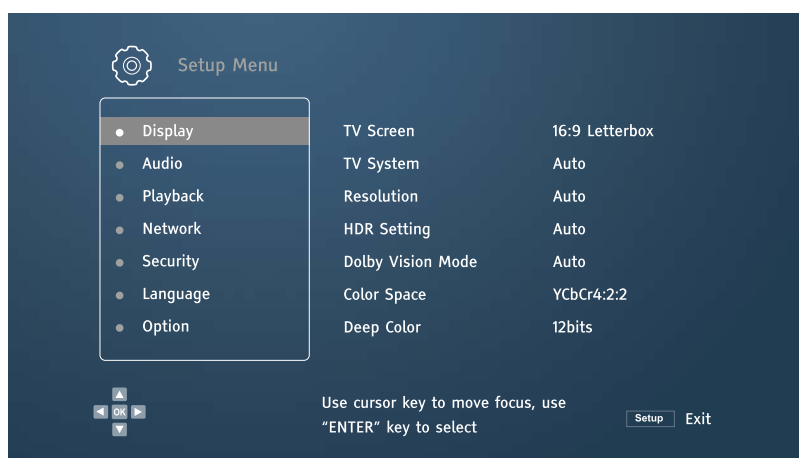 Setup Menu
Display
Audio
Playback
Network
Security
Language
Option
TV Screen 16:9 Letterbox
TV System Auto
Resolution Auto
HDR Setting Auto
Dolby Vision Mode Auto
Color Space YCbCr4:2:2
Deep Color 12bits
OK
Use cursor key to move focus, use
“ENTER” key to select
Setup Exit